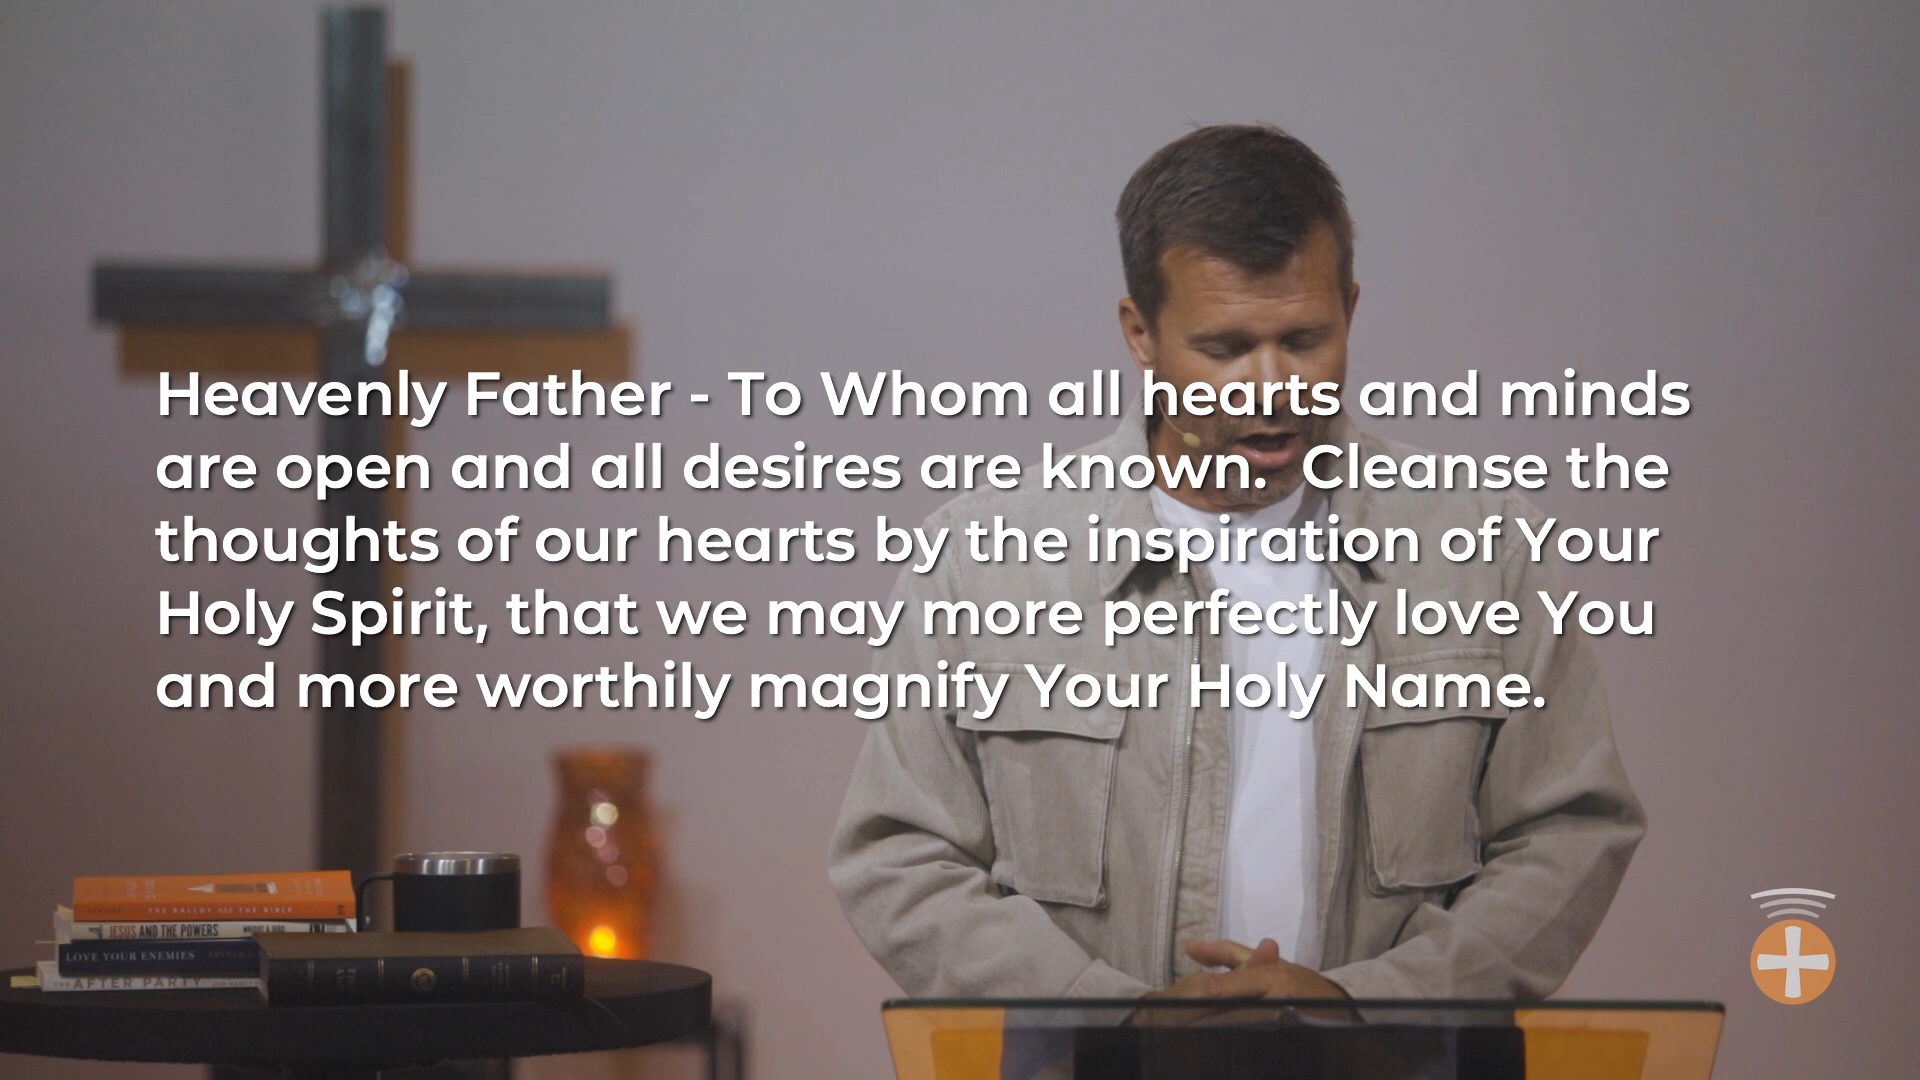 Heavenly Father - To Whom all hearts and minds
are open and all desires are known.  Cleanse the
thoughts of our hearts by the inspiration of Your
Holy Spirit, that we may more perfectly love You
and more worthily magnify Your Holy Name.
THE BALLOT AND THE BIBLE
JESUS AND THE POWERS
WRIGHT & BIRD
LOVE YOUR ENEMIES
ARTHUR C.
THE AFTER PARTY